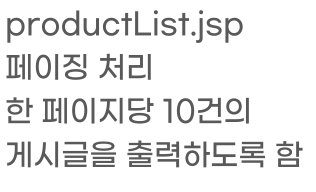 productList.jsp
페이징 처리
한 페이지당 10건의
게시글을 출력하도록 함